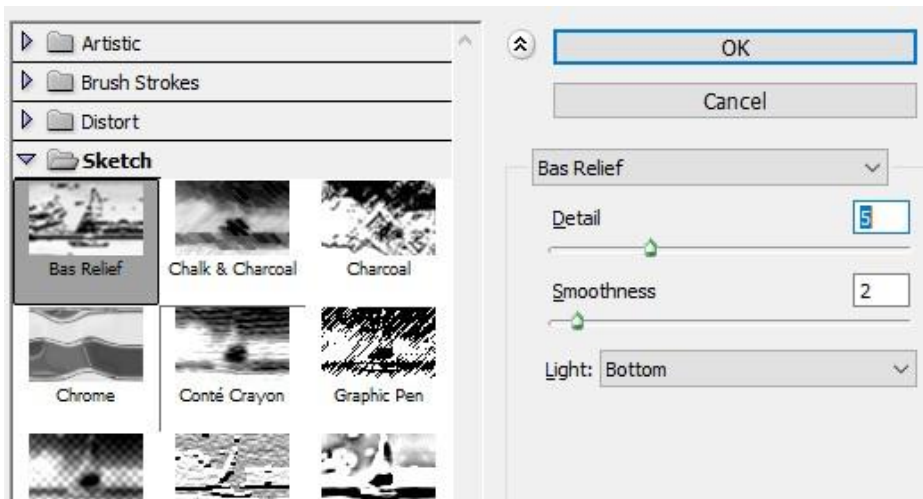 Artistic
Brush Strokes
Distort
Sketch
Bas Relief
Chalk & Charcoal
Charcoal
Chrome
Conté Crayon
Graphic Pen
OK
Cancel
Bas Relief
Detail 5
Smoothness 2
Light: Bottom